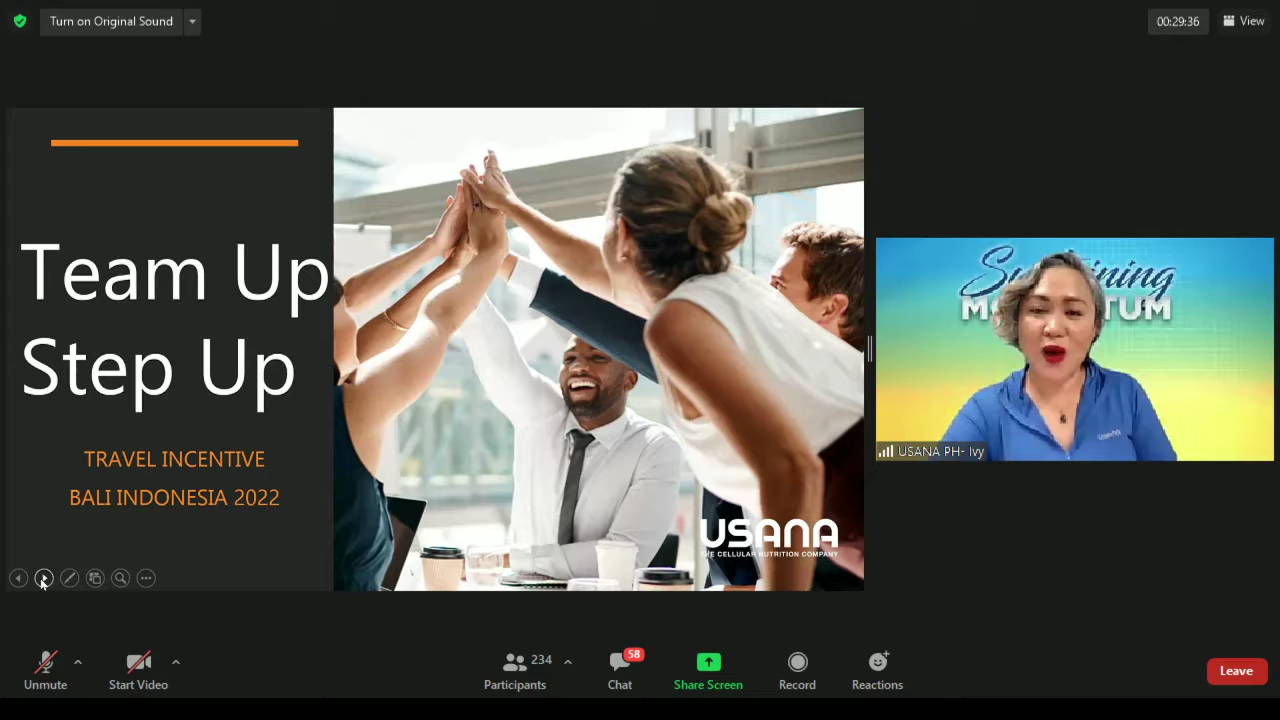 Turn on Original Sound
00:29:36
View
Team Up
Step Up
TRAVEL INCENTIVE
BALI INDONESIA 2022
USANA
THE CELLULAR NUTRITION COMPANY
USANA PH- Ivy
Unmute
Start Video
234
Participants
58
Chat
Share Screen
Record
Reactions
Leave